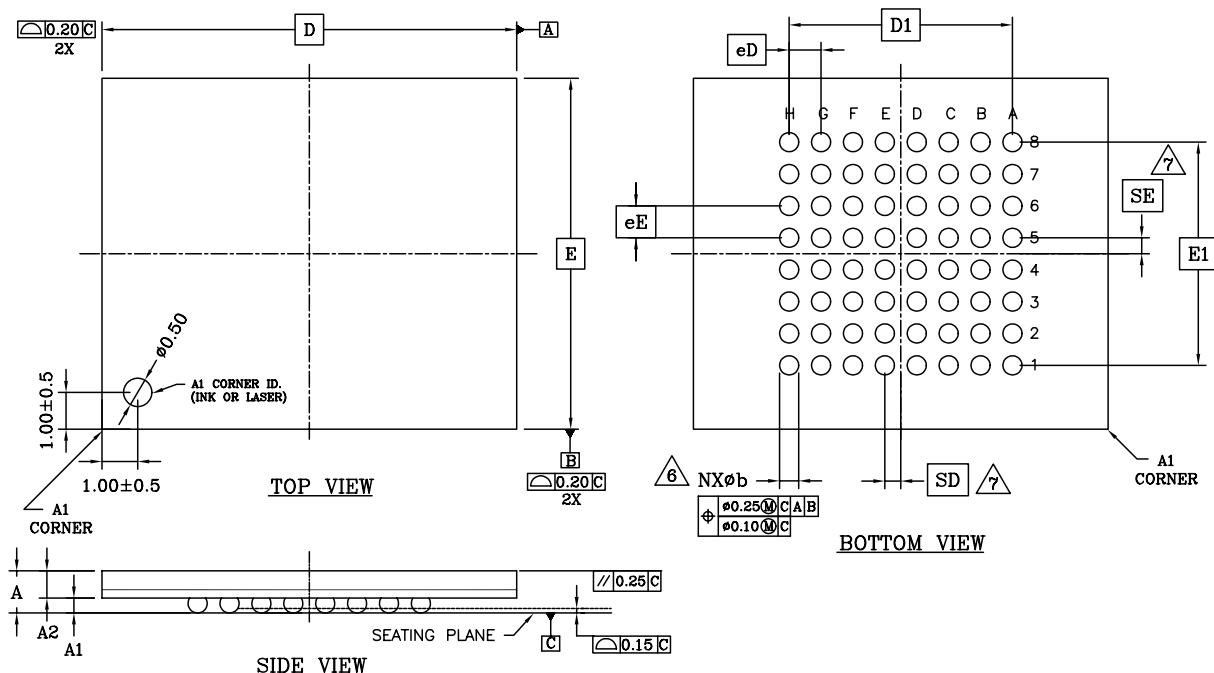 ⌓ 0.20 C
2X
D
A
E
ø0.50
A1 CORNER ID.
(INK OR LASER)
1.00±0.5
1.00±0.5
TOP VIEW
A1
CORNER
B
⌓ 0.20 C
2X
D1
eD
H G F E D C B A
8
7
6
5
4
3
2
1
7
SE
eE
E1
6
NXøb
⌖ ø0.25 Ⓜ C A B
ø0.10 Ⓜ C
SD
7
A1
CORNER
BOTTOM VIEW
A
A2
A1
// 0.25 C
SEATING PLANE
C
⌓ 0.15 C
SIDE VIEW